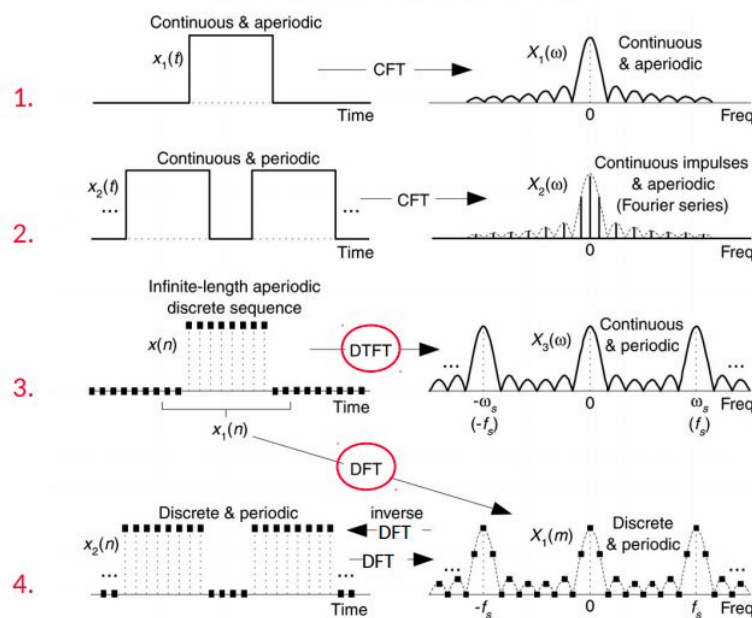 Continuous & aperiodic
x₁(t)
CFT
X₁(ω)
Continuous
& aperiodic
1.
Time
0
Freq
Continuous & periodic
x₂(t)
...
...
CFT
X₂(ω)
Continuous impulses
& aperiodic
(Fourier series)
2.
Time
0
Freq
Infinite-length aperiodic
discrete sequence
x(n)
DTFT
X₃(ω)
Continuous
& periodic
...
...
3.
Time
-ωₛ
0
ωₛ
Freq
(-fₛ)
(fₛ)
x₁(n)
DFT
Discrete & periodic
inverse
DFT
x₂(n)
DFT
X₁(m)
Discrete
& periodic
...
...
...
...
4.
Time
-fₛ
0
fₛ
Freq